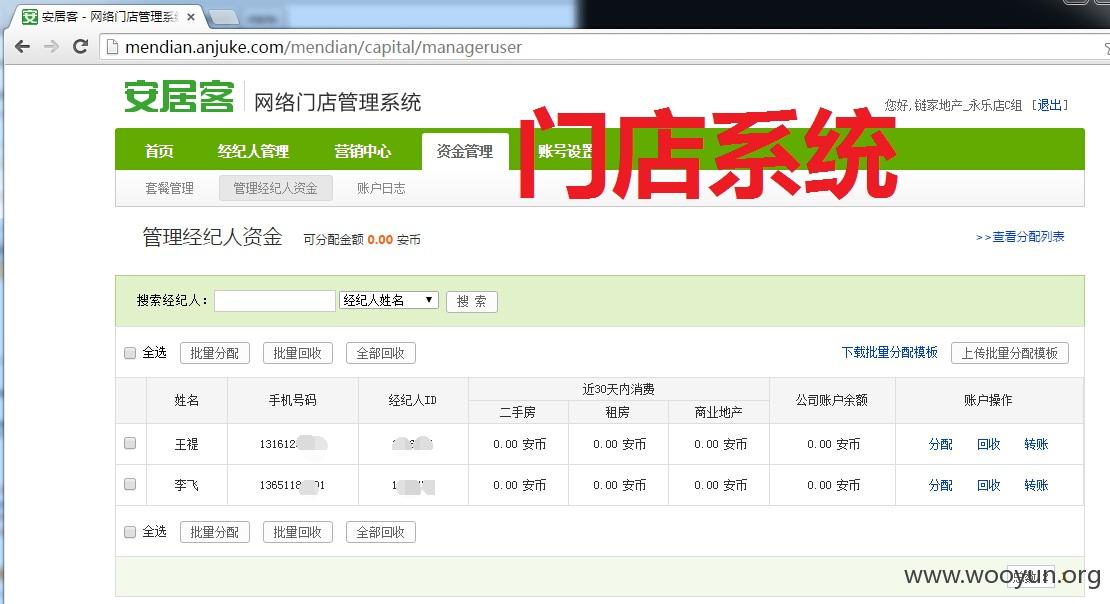 安居客 - 网络门店管理系统
mendian.anjuke.com/mendian/capital/manageruser
安居客 网络门店管理系统
您好, 链家地产_永乐店C组 [退出]
首页 经纪人管理 营销中心 资金管理 账号设置
门店系统
套餐管理 管理经纪人资金 账户日志
管理经纪人资金 可分配金额 0.00 安币 >>查看分配列表
搜索经纪人： 经纪人姓名 搜 索
全选 批量分配 批量回收 全部回收 下载批量分配模板 上传批量分配模板
姓名 手机号码 经纪人ID 近30天内消费 公司账户余额 账户操作
二手房 租房 商业地产
王禔 131612 0.00 安币 0.00 安币 0.00 安币 0.00 安币 分配 回收 转账
李飞 1365118 01 1 0.00 安币 0.00 安币 0.00 安币 0.00 安币 分配 回收 转账
全选 批量分配 批量回收 全部回收
www.wooyun.org